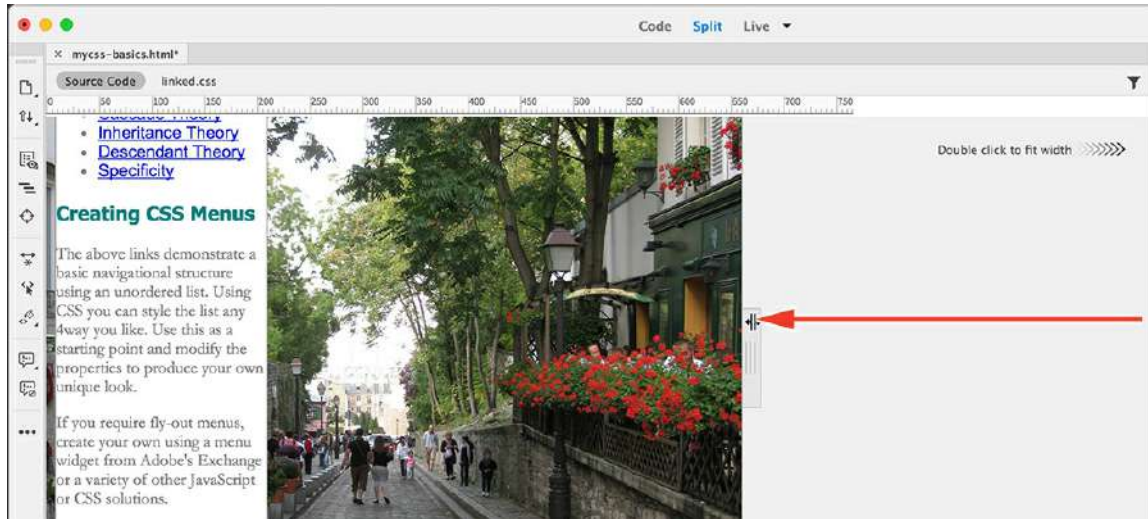 Code Split Live
mycss-basics.html*
Source Code linked.css
0 50 100 150 200 250 300 350 400 450 500 550 600 650 700 750
Cascade Theory
Inheritance Theory
Descendant Theory
Specificity
Double click to fit width
Creating CSS Menus
The above links demonstrate a
basic navigational structure
using an unordered list. Using
CSS you can style the list any
4way you like. Use this as a
starting point and modify the
properties to produce your own
unique look.
If you require fly-out menus,
create your own using a menu
widget from Adobe's Exchange
or a variety of other JavaScript
or CSS solutions.